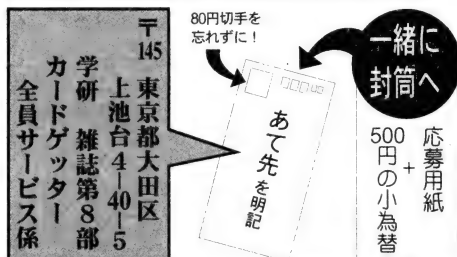 一緒に
封筒へ
応募用紙
+
500
円の小為替
80円切手を
忘れずに！
あて先を明記
〒145 東京都大田区
上池台4-40-5
学研 雑誌第8部
カードゲッター
全員サービス係